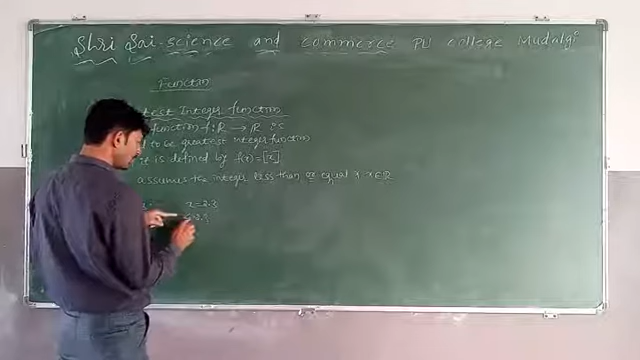 Shri Sai science and commerce PU college Mudalgi
Function
test Integer function
function f: R → R is
to be greatest integer function
it is defined by f(x)=[x]
assumes the integer less than or equal x x∈R
x=2.3